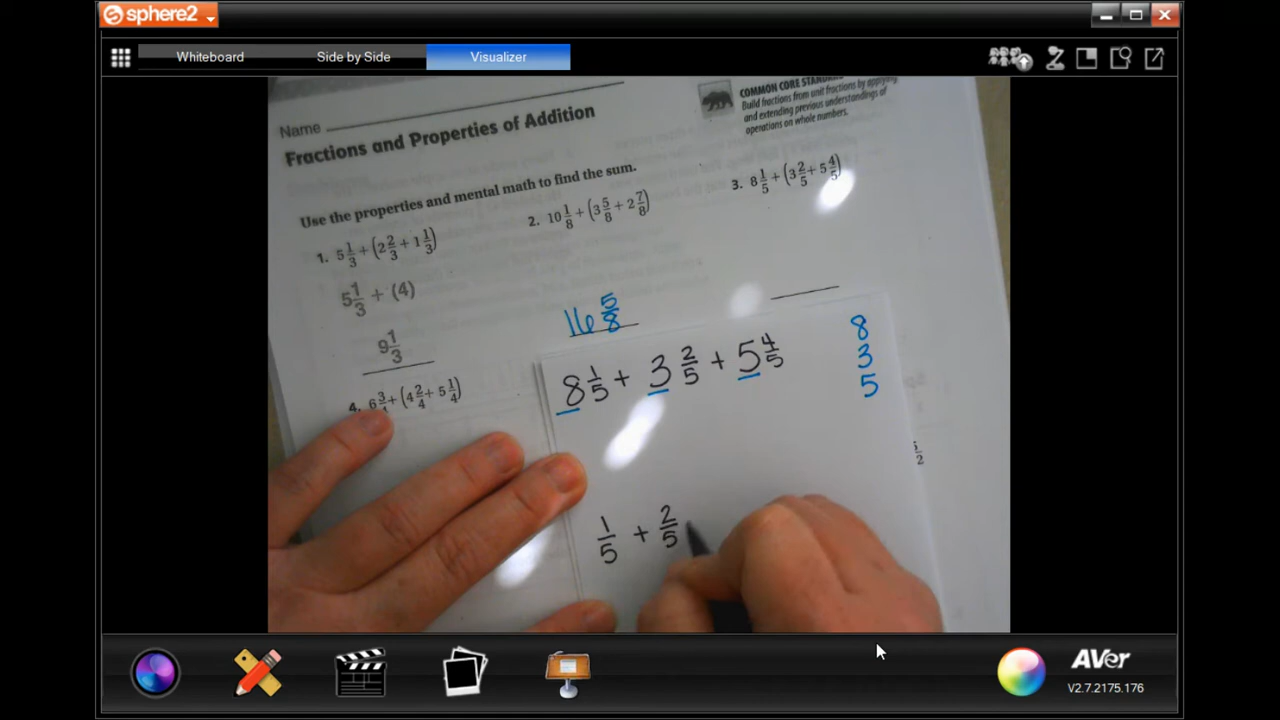 sphere2
Whiteboard Side by Side Visualizer
COMMON CORE STANDARD
Build fractions from unit fractions by applying
and extending previous understandings of
operations on whole numbers.
Name
Fractions and Properties of Addition
Use the properties and mental math to find the sum.
1. 5 1/3 + (2 2/3 + 1 1/3)
2. 10 1/8 + (3 5/8 + 2 7/8)
3. 8 1/5 + (3 2/5 + 5 4/5)
5 1/3 + (4)
9 1/3
16 5/8
4. 6 3/4 + (4 2/4 + 5 1/4)
8 1/5 + 3 2/5 + 5 4/5
8
3
5
1/5 + 2/5
AVer
V2.7.2175.176